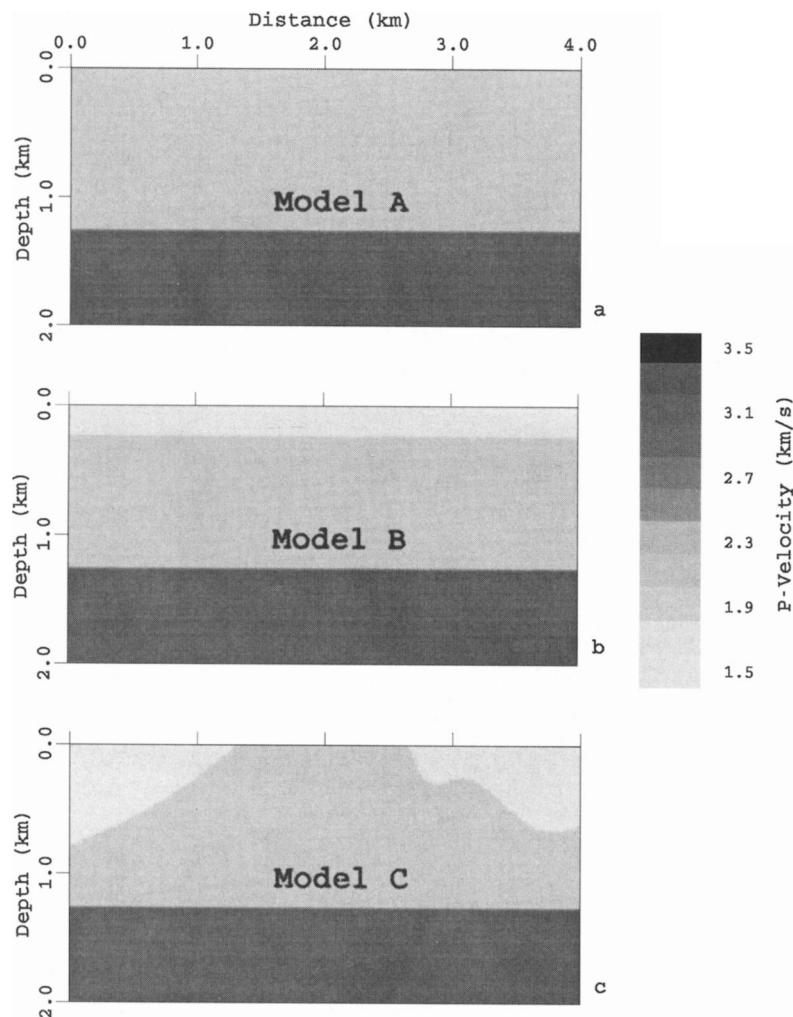 Distance (km)
0.0 1.0 2.0 3.0 4.0
Depth (km)
0.0
1.0
2.0
Model A
a
Depth (km)
0.0
1.0
2.0
Model B
b
Depth (km)
0.0
1.0
2.0
Model C
c
3.5
3.1
2.7
2.3
1.9
1.5
P-Velocity (km/s)